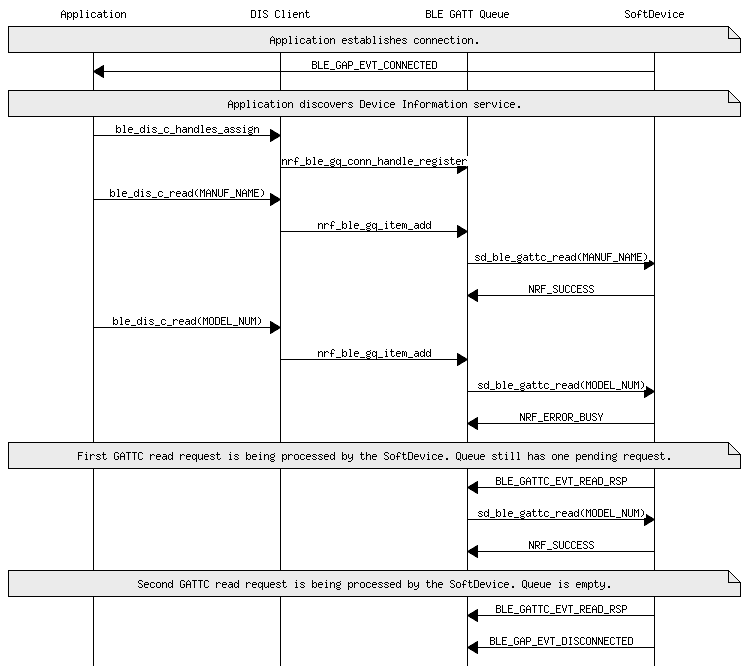 Application DIS Client BLE GATT Queue SoftDevice
Application establishes connection.
BLE_GAP_EVT_CONNECTED
Application discovers Device Information service.
ble_dis_c_handles_assign
nrf_ble_gq_conn_handle_register
ble_dis_c_read(MANUF_NAME)
nrf_ble_gq_item_add
sd_ble_gattc_read(MANUF_NAME)
NRF_SUCCESS
ble_dis_c_read(MODEL_NUM)
nrf_ble_gq_item_add
sd_ble_gattc_read(MODEL_NUM)
NRF_ERROR_BUSY
First GATTC read request is being processed by the SoftDevice. Queue still has one pending request.
BLE_GATTC_EVT_READ_RSP
sd_ble_gattc_read(MODEL_NUM)
NRF_SUCCESS
Second GATTC read request is being processed by the SoftDevice. Queue is empty.
BLE_GATTC_EVT_READ_RSP
BLE_GAP_EVT_DISCONNECTED